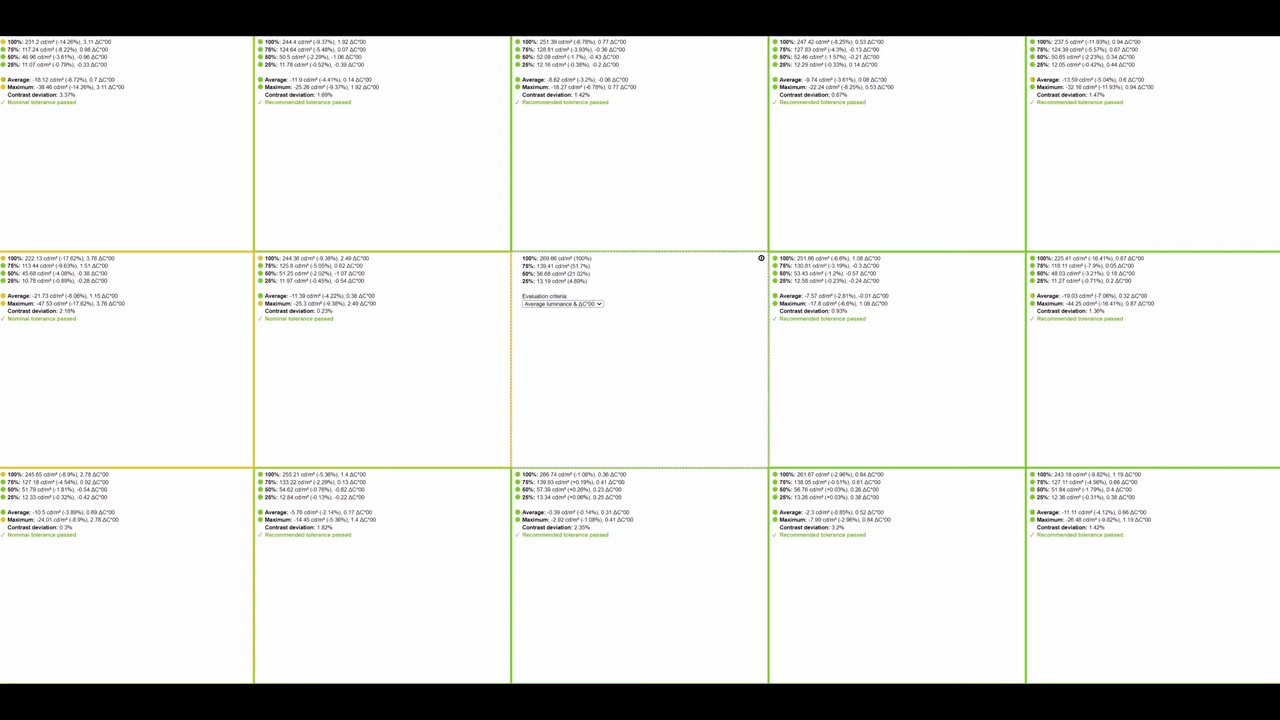 100%: 231.2 cd/m² (-14.26%), 3.11 ΔC*00
75%: 117.24 cd/m² (-8.22%), 0.98 ΔC*00
50%: 46.96 cd/m² (-3.61%), -0.96 ΔC*00
25%: 11.07 cd/m² (-0.79%), -0.33 ΔC*00
Average: -18.12 cd/m² (-6.72%), 0.7 ΔC*00
Maximum: -38.46 cd/m² (-14.26%), 3.11 ΔC*00
Contrast deviation: 3.37%
✓ Nominal tolerance passed
100%: 244.4 cd/m² (-9.37%), 1.92 ΔC*00
75%: 124.64 cd/m² (-5.48%), 0.07 ΔC*00
50%: 50.5 cd/m² (-2.29%), -1.06 ΔC*00
25%: 11.78 cd/m² (-0.52%), -0.39 ΔC*00
Average: -11.9 cd/m² (-4.41%), 0.14 ΔC*00
Maximum: -25.26 cd/m² (-9.37%), 1.92 ΔC*00
Contrast deviation: 1.69%
✓ Recommended tolerance passed
100%: 251.39 cd/m² (-6.78%), 0.77 ΔC*00
75%: 128.81 cd/m² (-3.93%), -0.36 ΔC*00
50%: 52.09 cd/m² (-1.7%), -0.43 ΔC*00
25%: 12.16 cd/m² (-0.38%), -0.2 ΔC*00
Average: -8.62 cd/m² (-3.2%), -0.06 ΔC*00
Maximum: -18.27 cd/m² (-6.78%), 0.77 ΔC*00
Contrast deviation: 1.42%
✓ Recommended tolerance passed
100%: 247.42 cd/m² (-8.25%), 0.53 ΔC*00
75%: 127.83 cd/m² (-4.3%), -0.13 ΔC*00
50%: 52.46 cd/m² (-1.57%), -0.21 ΔC*00
25%: 12.29 cd/m² (-0.33%), 0.14 ΔC*00
Average: -9.74 cd/m² (-3.61%), 0.08 ΔC*00
Maximum: -22.24 cd/m² (-8.25%), 0.53 ΔC*00
Contrast deviation: 0.87%
✓ Recommended tolerance passed
100%: 237.5 cd/m² (-11.93%), 0.94 ΔC*00
75%: 124.39 cd/m² (-5.57%), 0.67 ΔC*00
50%: 50.65 cd/m² (-2.23%), 0.34 ΔC*00
25%: 12.05 cd/m² (-0.42%), 0.44 ΔC*00
Average: -13.59 cd/m² (-5.04%), 0.6 ΔC*00
Maximum: -32.16 cd/m² (-11.93%), 0.94 ΔC*00
Contrast deviation: 1.47%
✓ Recommended tolerance passed
100%: 222.13 cd/m² (-17.62%), 3.76 ΔC*00
75%: 113.44 cd/m² (-9.63%), 1.51 ΔC*00
50%: 45.68 cd/m² (-4.08%), -0.38 ΔC*00
25%: 10.78 cd/m² (-0.89%), -0.28 ΔC*00
Average: -21.73 cd/m² (-8.06%), 1.15 ΔC*00
Maximum: -47.53 cd/m² (-17.62%), 3.76 ΔC*00
Contrast deviation: 2.18%
✓ Nominal tolerance passed
100%: 244.36 cd/m² (-9.38%), 2.49 ΔC*00
75%: 125.8 cd/m² (-5.05%), 0.62 ΔC*00
50%: 51.25 cd/m² (-2.02%), -1.07 ΔC*00
25%: 11.97 cd/m² (-0.45%), -0.54 ΔC*00
Average: -11.39 cd/m² (-4.22%), 0.38 ΔC*00
Maximum: -25.3 cd/m² (-9.38%), 2.49 ΔC*00
Contrast deviation: 0.23%
✓ Nominal tolerance passed
100%: 269.66 cd/m² (100%)
75%: 139.41 cd/m² (51.7%)
50%: 56.68 cd/m² (21.02%)
25%: 13.19 cd/m² (4.89%)
Evaluation criteria:
Average luminance & ΔC*00
100%: 251.86 cd/m² (-6.6%), 1.08 ΔC*00
75%: 130.81 cd/m² (-3.19%), -0.3 ΔC*00
50%: 53.43 cd/m² (-1.2%), -0.57 ΔC*00
25%: 12.58 cd/m² (-0.23%), -0.24 ΔC*00
Average: -7.57 cd/m² (-2.81%), -0.01 ΔC*00
Maximum: -17.8 cd/m² (-6.6%), 1.08 ΔC*00
Contrast deviation: 0.93%
✓ Recommended tolerance passed
100%: 225.41 cd/m² (-16.41%), 0.87 ΔC*00
75%: 118.11 cd/m² (-7.9%), 0.05 ΔC*00
50%: 48.03 cd/m² (-3.21%), 0.18 ΔC*00
25%: 11.27 cd/m² (-0.71%), 0.2 ΔC*00
Average: -19.03 cd/m² (-7.06%), 0.32 ΔC*00
Maximum: -44.25 cd/m² (-16.41%), 0.87 ΔC*00
Contrast deviation: 1.36%
✓ Recommended tolerance passed
100%: 245.65 cd/m² (-8.9%), 2.78 ΔC*00
75%: 127.18 cd/m² (-4.54%), 0.92 ΔC*00
50%: 51.79 cd/m² (-1.81%), -0.54 ΔC*00
25%: 12.33 cd/m² (-0.32%), -0.42 ΔC*00
Average: -10.5 cd/m² (-3.89%), 0.69 ΔC*00
Maximum: -24.01 cd/m² (-8.9%), 2.78 ΔC*00
Contrast deviation: 0.3%
✓ Nominal tolerance passed
100%: 255.21 cd/m² (-5.36%), 1.4 ΔC*00
75%: 133.22 cd/m² (-2.29%), 0.13 ΔC*00
50%: 54.62 cd/m² (-0.76%), -0.62 ΔC*00
25%: 12.84 cd/m² (-0.13%), -0.22 ΔC*00
Average: -5.76 cd/m² (-2.14%), 0.17 ΔC*00
Maximum: -14.45 cd/m² (-5.36%), 1.4 ΔC*00
Contrast deviation: 1.82%
✓ Recommended tolerance passed
100%: 266.74 cd/m² (-1.08%), 0.36 ΔC*00
75%: 139.93 cd/m² (+0.19%), 0.41 ΔC*00
50%: 57.39 cd/m² (+0.26%), 0.23 ΔC*00
25%: 13.34 cd/m² (+0.06%), 0.25 ΔC*00
Average: -0.39 cd/m² (-0.14%), 0.31 ΔC*00
Maximum: -2.92 cd/m² (-1.08%), 0.41 ΔC*00
Contrast deviation: 2.35%
✓ Recommended tolerance passed
100%: 261.67 cd/m² (-2.96%), 0.84 ΔC*00
75%: 138.05 cd/m² (-0.51%), 0.61 ΔC*00
50%: 56.76 cd/m² (+0.03%), 0.26 ΔC*00
25%: 13.26 cd/m² (+0.03%), 0.38 ΔC*00
Average: -2.3 cd/m² (-0.85%), 0.52 ΔC*00
Maximum: -7.99 cd/m² (-2.96%), 0.84 ΔC*00
Contrast deviation: 3.2%
✓ Recommended tolerance passed
100%: 243.18 cd/m² (-9.82%), 1.19 ΔC*00
75%: 127.11 cd/m² (-4.56%), 0.66 ΔC*00
50%: 51.84 cd/m² (-1.79%), 0.4 ΔC*00
25%: 12.36 cd/m² (-0.31%), 0.38 ΔC*00
Average: -11.11 cd/m² (-4.12%), 0.66 ΔC*00
Maximum: -26.48 cd/m² (-9.82%), 1.19 ΔC*00
Contrast deviation: 1.42%
✓ Recommended tolerance passed